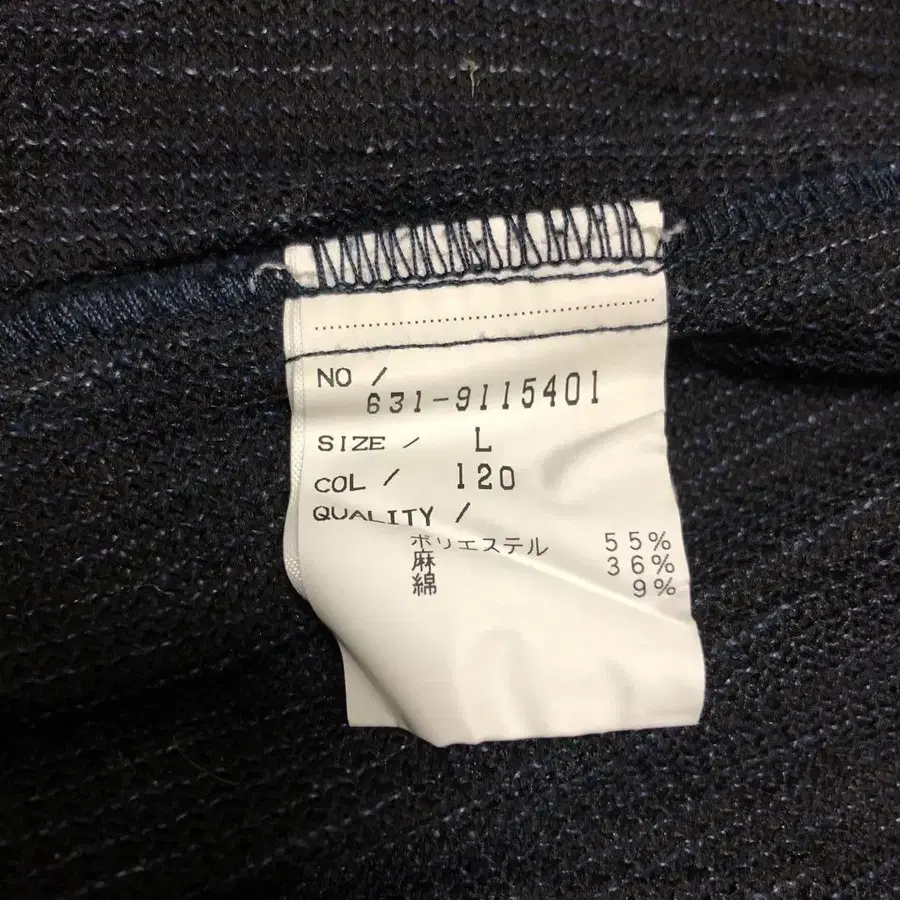 NO /
631-9115401
SIZE / L
COL / 120
QUALITY /
ポリエステル 55%
麻 36%
綿 9%